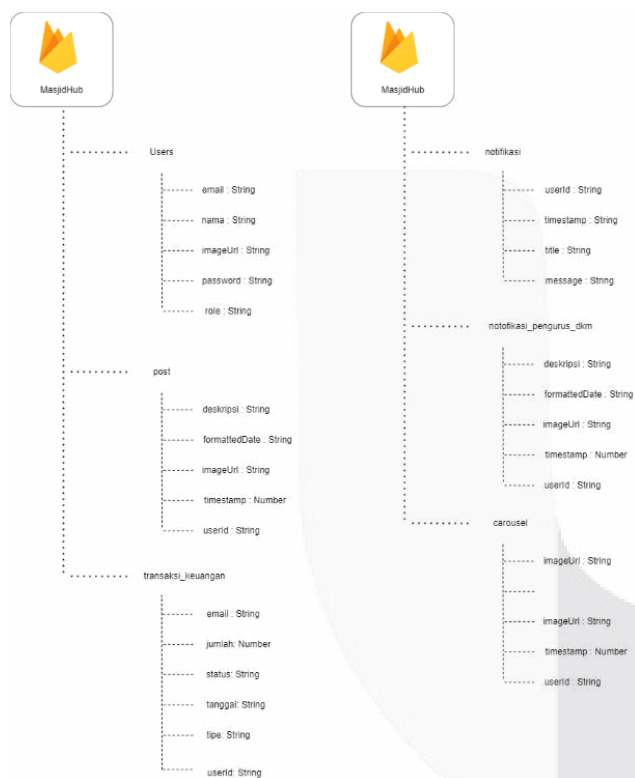 MasjidHub
Users
email : String
nama : String
imageUrl : String
password : String
role : String
post
deskripsi : String
formattedDate : String
imageUrl : String
timestamp : Number
userId : String
transaksi_keuangan
email : String
jumlah: Number
status: String
tanggal: String
tipe: String
userId: String
MasjidHub
notifikasi
userId : String
timestamp : String
title : String
message : String
notofikasi_pengurus_dkm
deskripsi : String
formattedDate : String
imageUrl : String
timestamp : Number
userId : String
carousel
imageUrl : String
imageUrl : String
timestamp : Number
userId : String